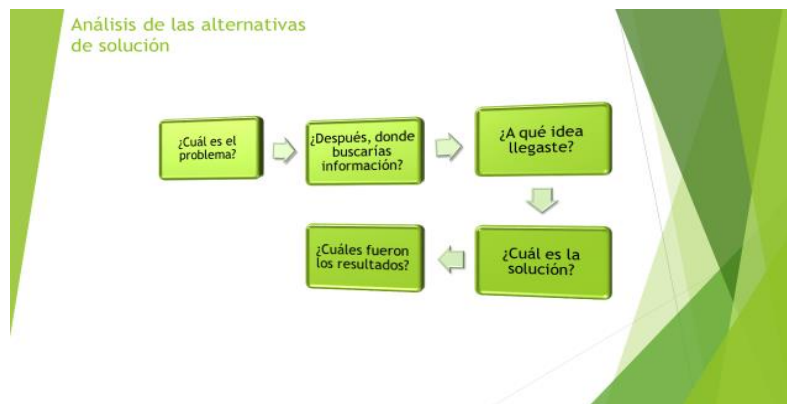 Análisis de las alternativas
de solución
¿Cuál es el
problema?
¿Después, donde
buscarías
información?
¿A qué idea
llegaste?
¿Cuál es la
solución?
¿Cuáles fueron
los resultados?